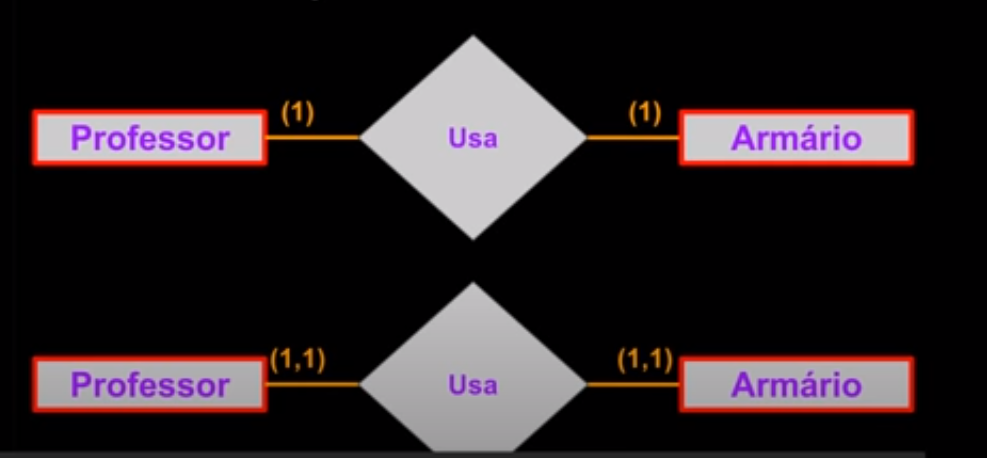 (1) (1)
Professor Usa Armário
(1,1) (1,1)
Professor Usa Armário